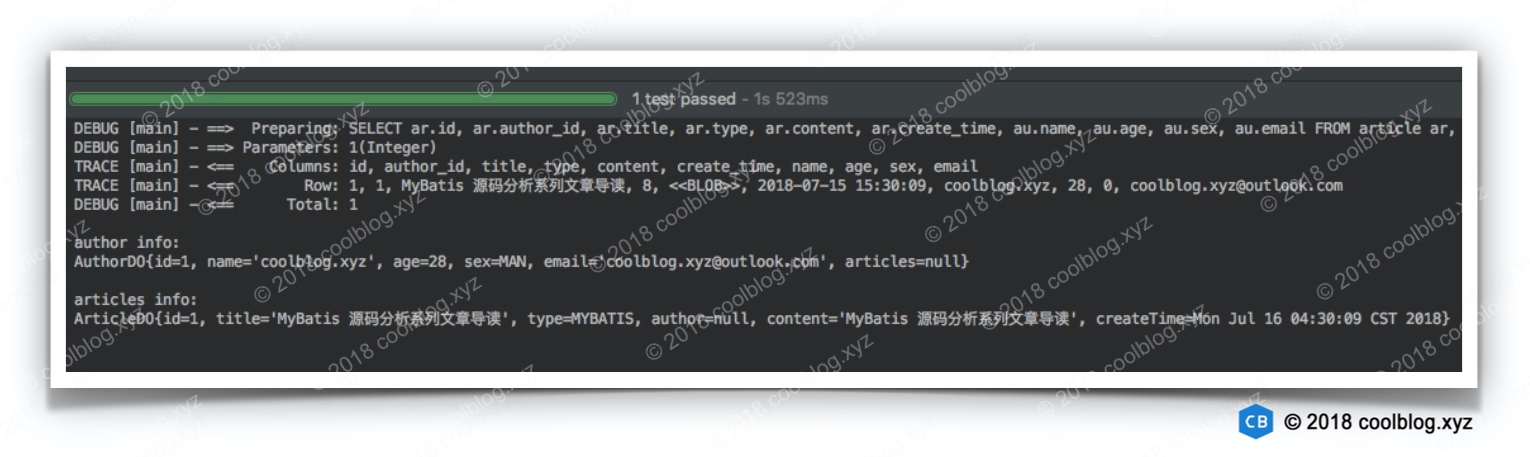 1 test passed - 1s 523ms
DEBUG [main] - ==>  Preparing: SELECT ar.id, ar.author_id, ar.title, ar.type, ar.content, ar.create_time, au.name, au.age, au.sex, au.email FROM article ar,
DEBUG [main] - ==> Parameters: 1(Integer)
TRACE [main] - <==    Columns: id, author_id, title, type, content, create_time, name, age, sex, email
TRACE [main] - <==        Row: 1, 1, MyBatis 源码分析系列文章导读, 8, <<BLOB>>, 2018-07-15 15:30:09, coolblog.xyz, 28, 0, coolblog.xyz@outlook.com
DEBUG [main] - <==      Total: 1
author info:
AuthorDO{id=1, name='coolblog.xyz', age=28, sex=MAN, email='coolblog.xyz@outlook.com', articles=null}
articles info:
ArticleDO{id=1, title='MyBatis 源码分析系列文章导读', type=MYBATIS, author=null, content='MyBatis 源码分析系列文章导读', createTime=Mon Jul 16 04:30:09 CST 2018}
CB © 2018 coolblog.xyz